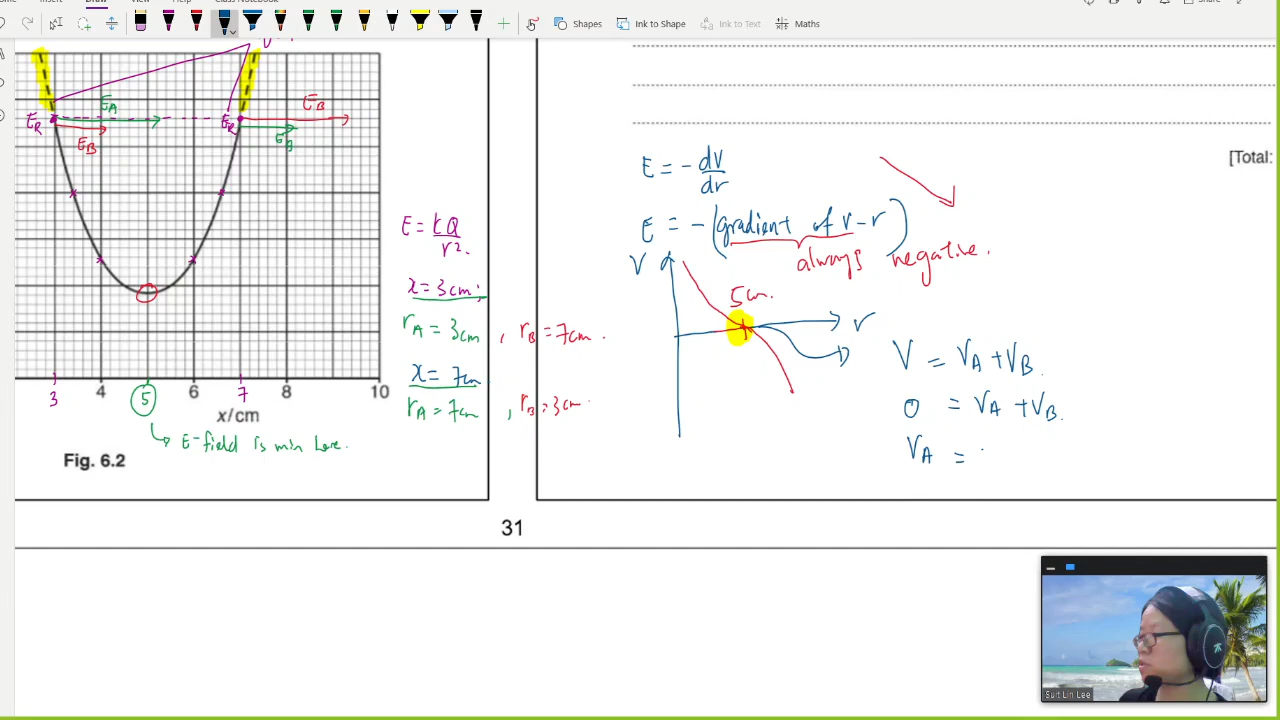 Draw
Shapes
Ink to Shape
Ink to Text
Maths
E_A
E_B
E_R
E_B
E_R
E = kQ/r².
x = 3cm;
r_A = 3cm , r_B = 7cm.
x = 7cm
r_A = 7cm , r_B = 3cm.
3 4 5 6 7 8 10
x/cm
E-field is min here.
Fig. 6.2
[Total:
E = -dV/dr
E = -(gradient of V-r)
always negative.
V
5cm.
r
V = V_A + V_B.
0 = V_A + V_B.
V_A =
31
Suit Lin Lee